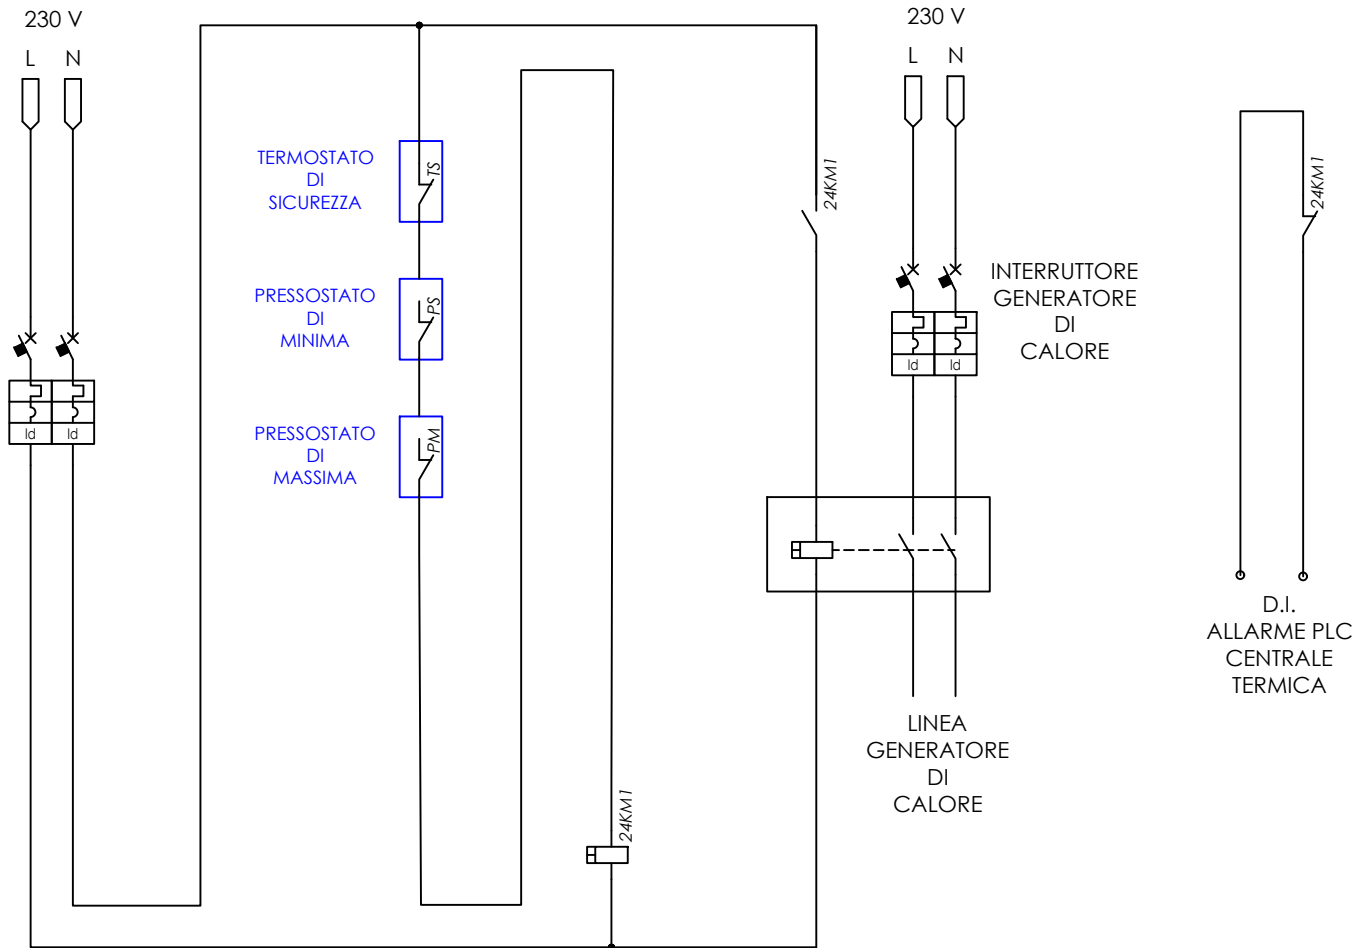 230 V
L N
TERMOSTATO
DI
SICUREZZA
TS
PRESSOSTATO
DI
MINIMA
PS
PRESSOSTATO
DI
MASSIMA
PM
Id Id
24KM1
24KM1
230 V
L N
INTERRUTTORE
GENERATORE
DI
CALORE
Id Id
LINEA
GENERATORE
DI
CALORE
24KM1
D.I.
ALLARME PLC
CENTRALE
TERMICA